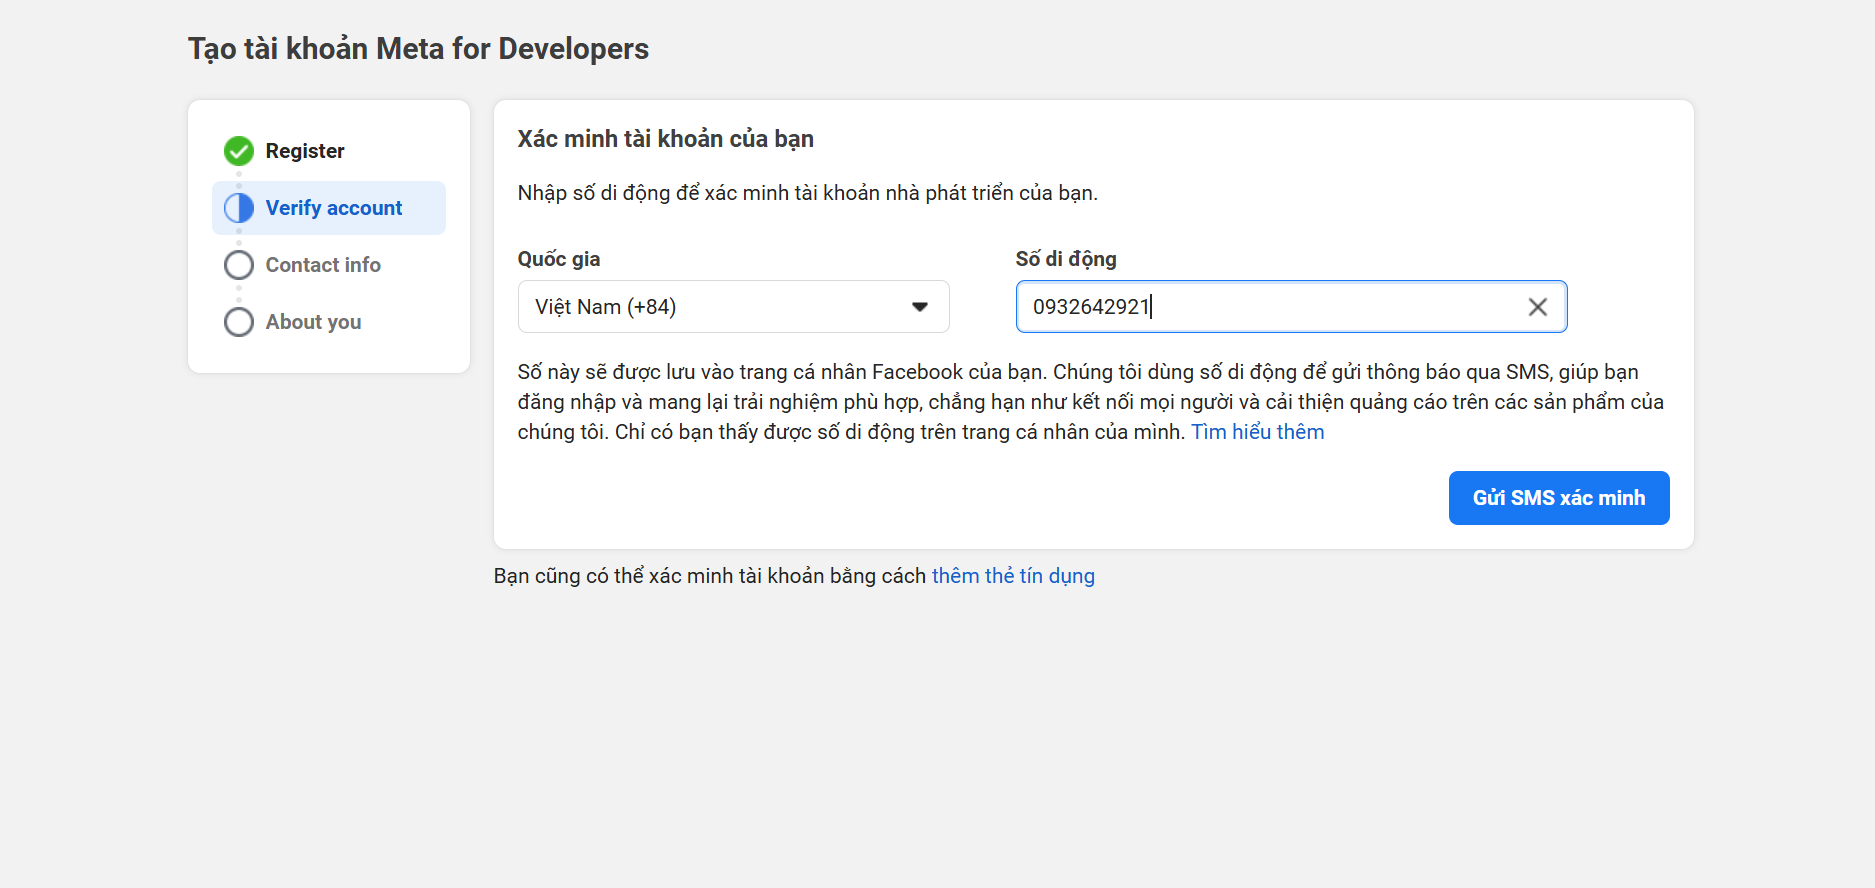 Tạo tài khoản Meta for Developers
Register
Verify account
Contact info
About you
Xác minh tài khoản của bạn
Nhập số di động để xác minh tài khoản nhà phát triển của bạn.
Quốc gia
Số di động
Việt Nam (+84)
0932642921
Số này sẽ được lưu vào trang cá nhân Facebook của bạn. Chúng tôi dùng số di động để gửi thông báo qua SMS, giúp bạn
đăng nhập và mang lại trải nghiệm phù hợp, chẳng hạn như kết nối mọi người và cải thiện quảng cáo trên các sản phẩm của
chúng tôi. Chỉ có bạn thấy được số di động trên trang cá nhân của mình. Tìm hiểu thêm
Gửi SMS xác minh
Bạn cũng có thể xác minh tài khoản bằng cách thêm thẻ tín dụng